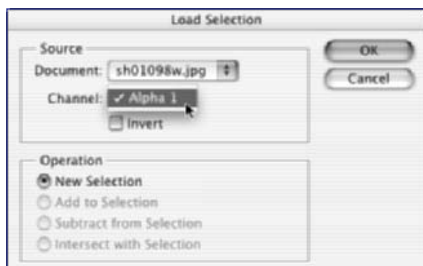 Load Selection
Source
Document: sh01098w.jpg
Channel: ✓ Alpha 1
Invert
OK
Cancel
Operation
New Selection
Add to Selection
Subtract from Selection
Intersect with Selection